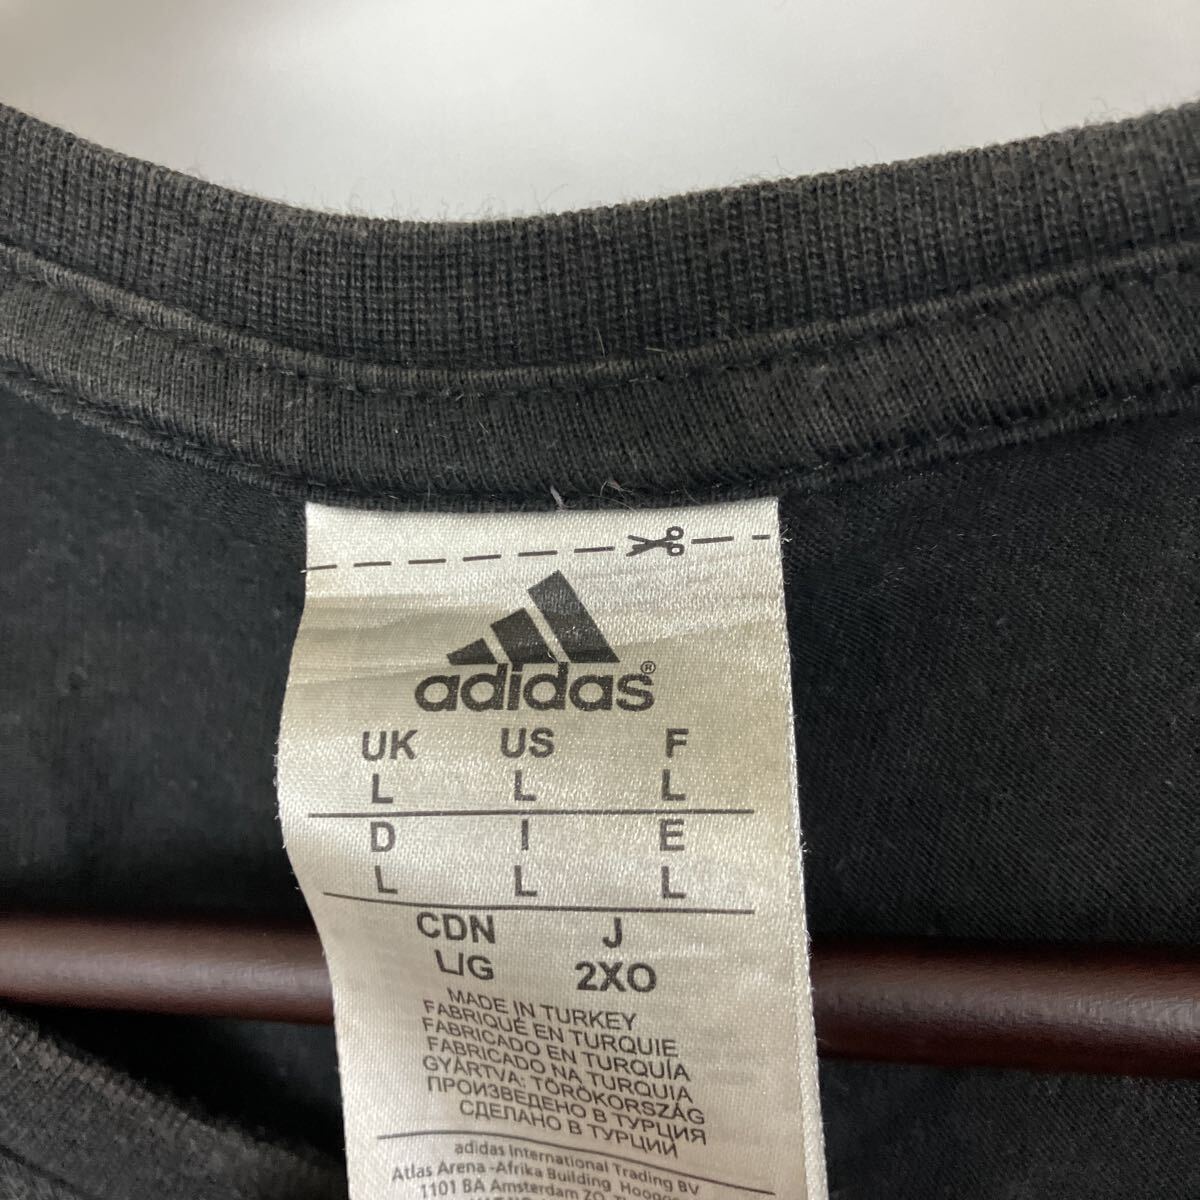 adidas®
UK US F
L L L
D I E
L L L
CDN J
L/G 2XO
MADE IN TURKEY
FABRIQUÉ EN TURQUIE
FABRICADO EN TURQUÍA
FABRICADO NA TURQUIA
GYÁRTVA: TÖRÖKORSZÁG
ПРОИЗВЕДЕНО В ТУРЦИЯ
СДЕЛАНО В ТУРЦИИ
adidas International Trading BV
Atlas Arena -Afrika Building
1101 BA Amsterdam ZO,